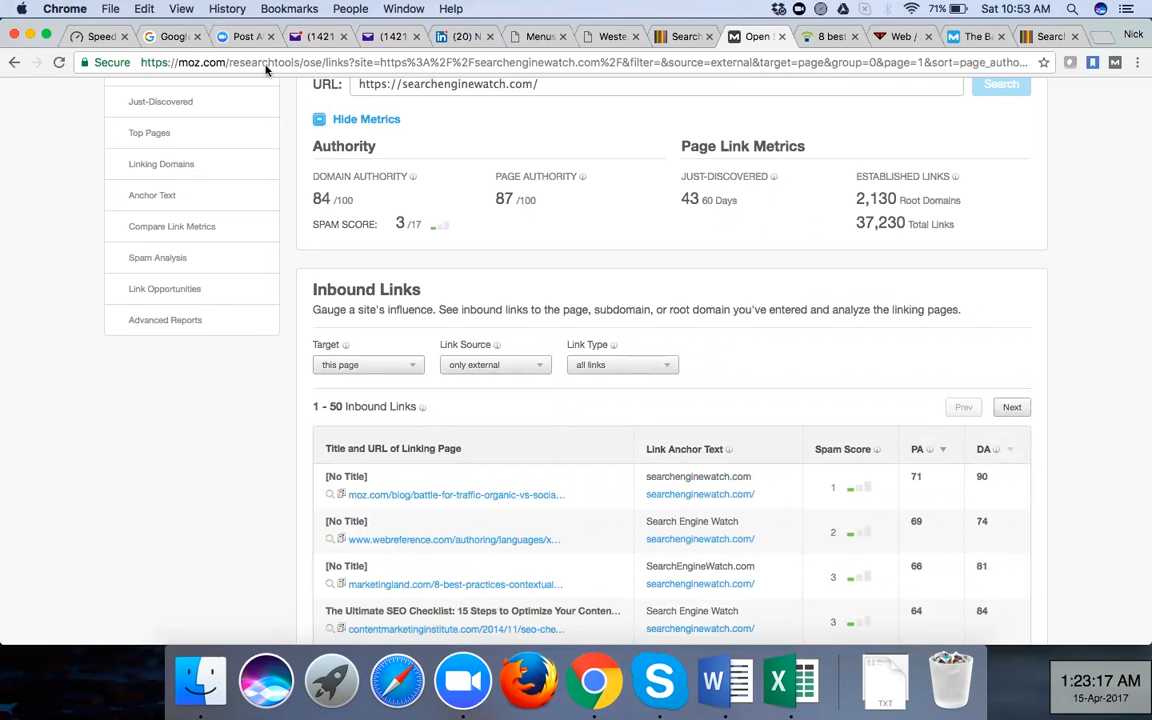 Chrome File Edit View History Bookmarks People Window Help 71% Sat 10:53 AM
Speed Googl Post A (1421 (1421 (20) N Menus Weste Search Open 8 best Web / The Ba Search Nick
Secure https://moz.com/researchtools/ose/links?site=https%3A%2F%2Fsearchenginewatch.com%2F&filter=&source=external&target=page&group=0&page=1&sort=page_autho...
URL: https://searchenginewatch.com/ Search
Just-Discovered
Top Pages
Linking Domains
Anchor Text
Compare Link Metrics
Spam Analysis
Link Opportunities
Advanced Reports
Hide Metrics
Authority
DOMAIN AUTHORITY PAGE AUTHORITY
84 /100 87 /100
SPAM SCORE: 3 /17
Page Link Metrics
JUST-DISCOVERED ESTABLISHED LINKS
43 60 Days 2,130 Root Domains
37,230 Total Links
Inbound Links
Gauge a site's influence. See inbound links to the page, subdomain, or root domain you've entered and analyze the linking pages.
Target Link Source Link Type
this page only external all links
1 - 50 Inbound Links Prev Next
Title and URL of Linking Page Link Anchor Text Spam Score PA DA
[No Title] searchenginewatch.com 1 71 90
moz.com/blog/battle-for-traffic-organic-vs-socia... searchenginewatch.com/
[No Title] Search Engine Watch 2 69 74
www.webreference.com/authoring/languages/x... searchenginewatch.com/
[No Title] SearchEngineWatch.com 3 66 81
marketingland.com/8-best-practices-contextual... searchenginewatch.com/
The Ultimate SEO Checklist: 15 Steps to Optimize Your Conten... Search Engine Watch 3 64 84
contentmarketinginstitute.com/2014/11/seo-che... searchenginewatch.com/
TXT
1:23:17 AM
15-Apr-2017